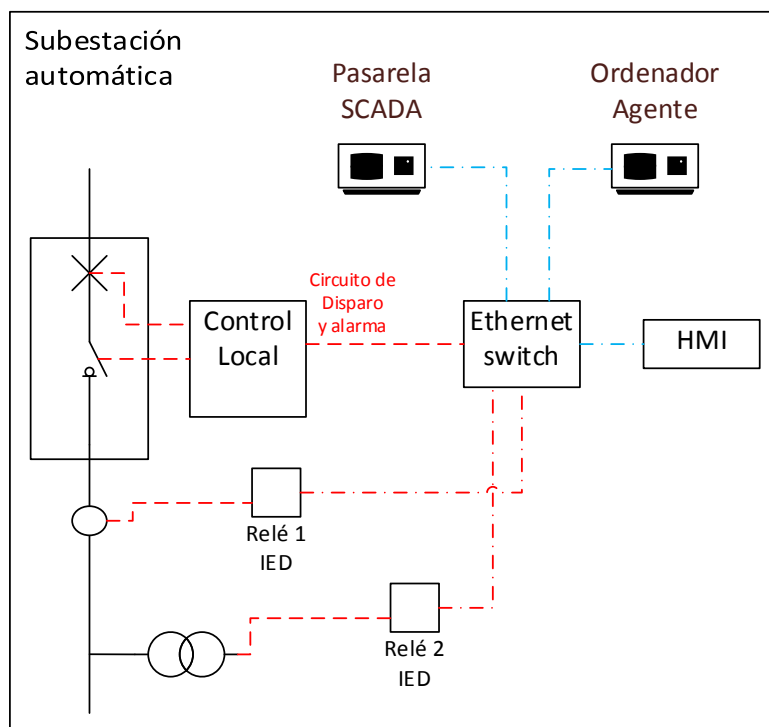 Subestación
automática
Pasarela
SCADA
Ordenador
Agente
Circuito de
Disparo
y alarma
Control
Local
Ethernet
switch
HMI
Relé 1
IED
Relé 2
IED